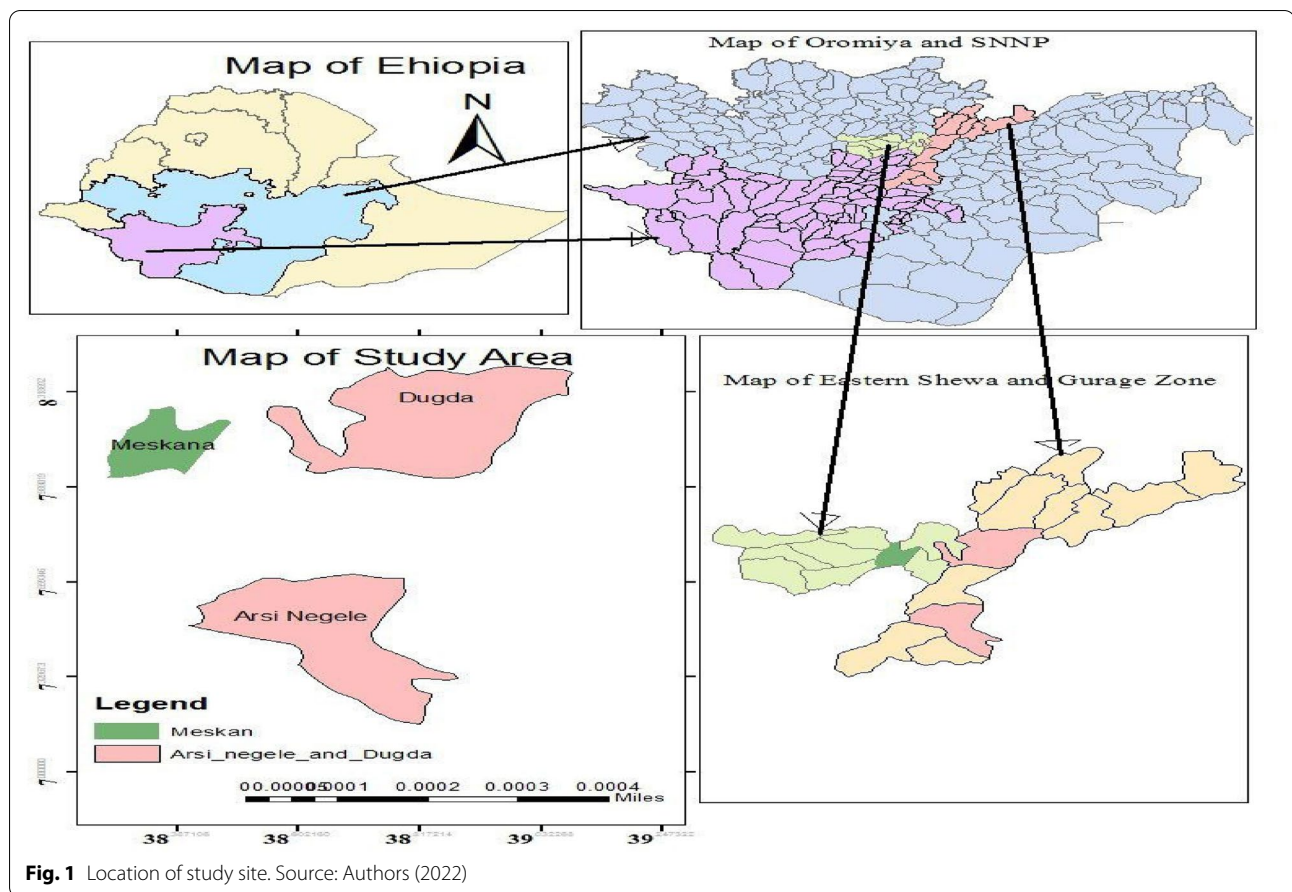 Map of Ehiopia
N
Map of Oromiya and SNNP
Map of Study Area
Dugda
Meskana
Arsi Negele
Legend
Meskan
Arsi_negele_and_Dugda
0.0002
0.0003
0.0004
Miles
8
7
7
7
7
38
38
38
39
39
Map of Eastern Shewa and Gurage Zone
Fig. 1 Location of study site. Source: Authors (2022)